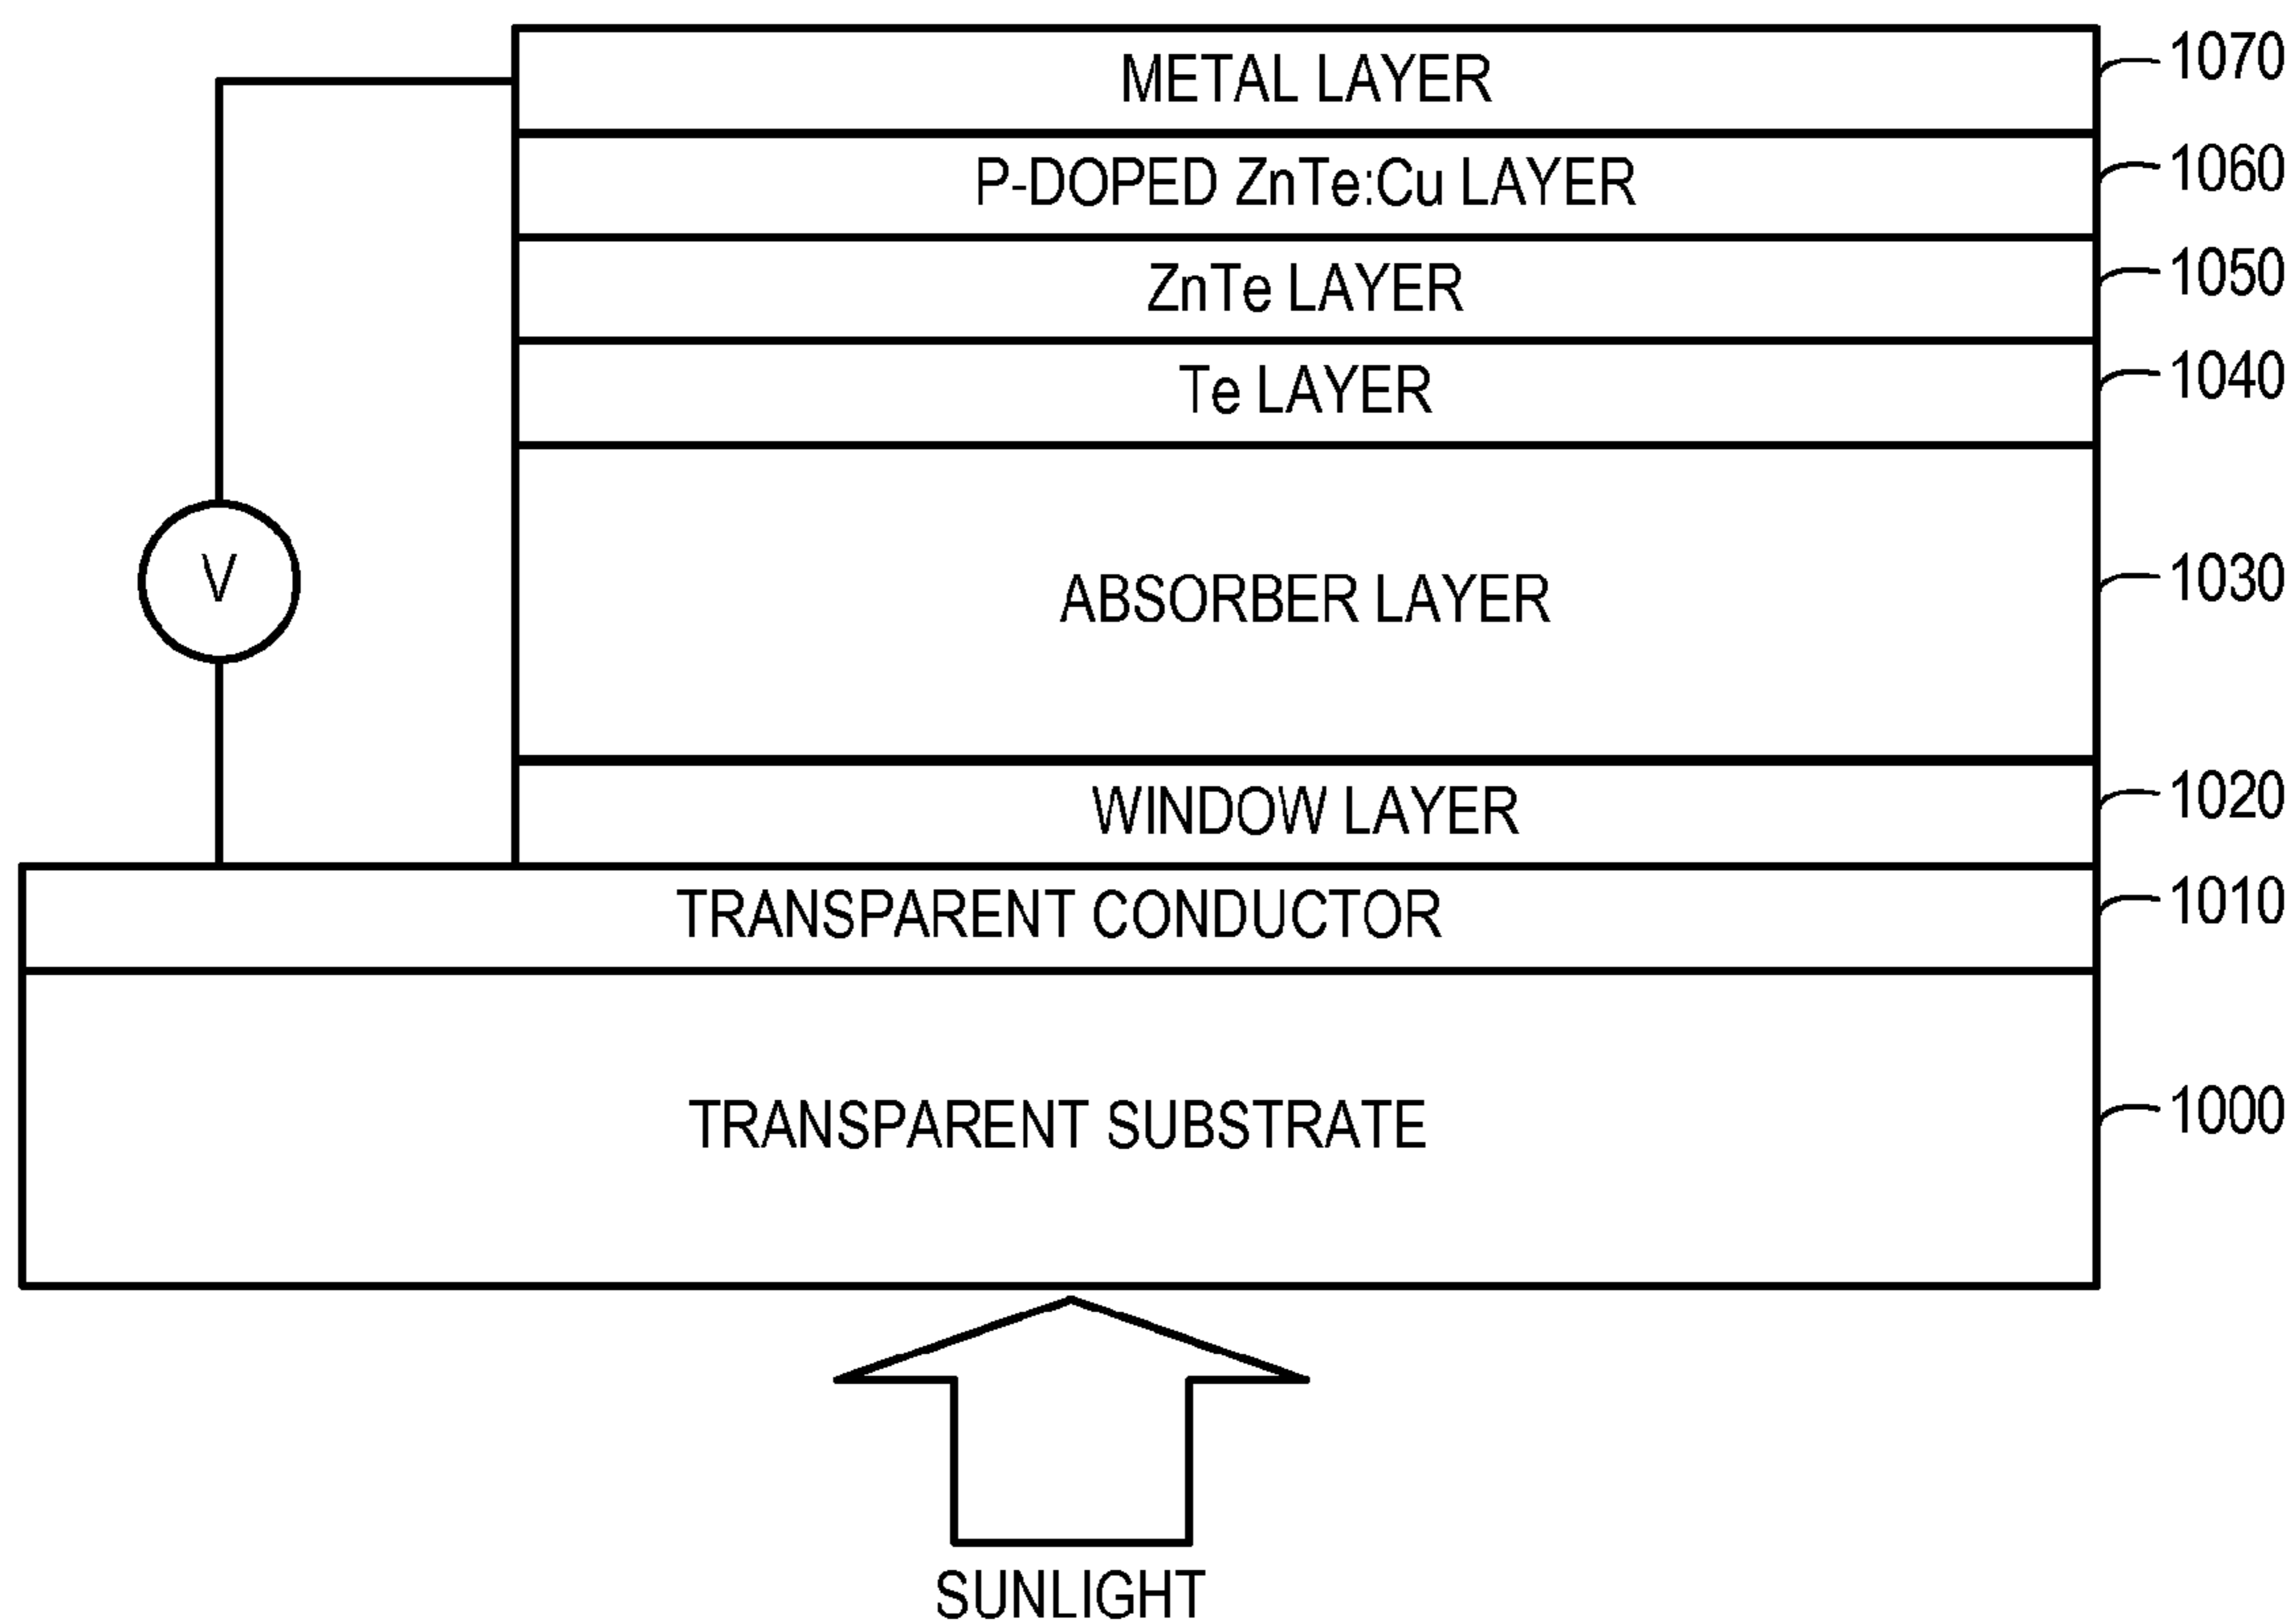 METAL LAYER 1070
P-DOPED ZnTe:Cu LAYER 1060
ZnTe LAYER 1050
Te LAYER 1040
V
ABSORBER LAYER 1030
WINDOW LAYER 1020
TRANSPARENT CONDUCTOR 1010
TRANSPARENT SUBSTRATE 1000
SUNLIGHT